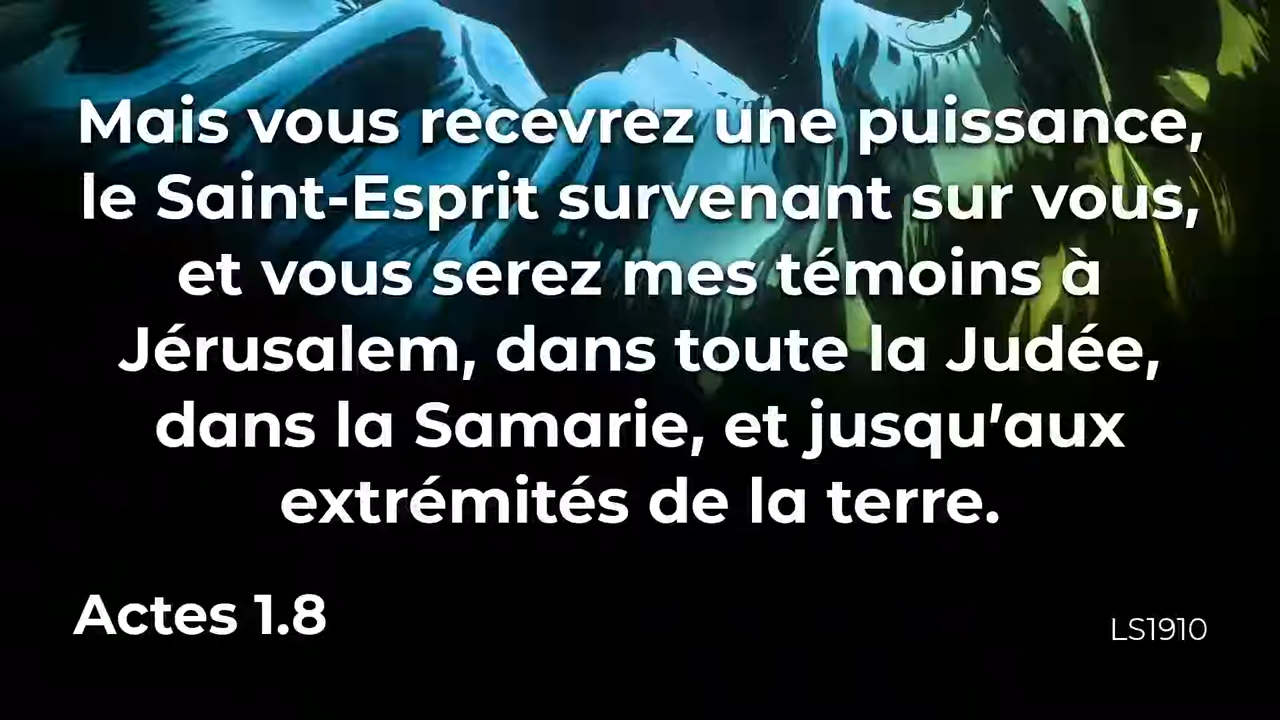 Mais vous recevrez une puissance,
le Saint-Esprit survenant sur vous,
et vous serez mes témoins à
Jérusalem, dans toute la Judée,
dans la Samarie, et jusqu’aux
extrémités de la terre.
Actes 1.8
LS1910